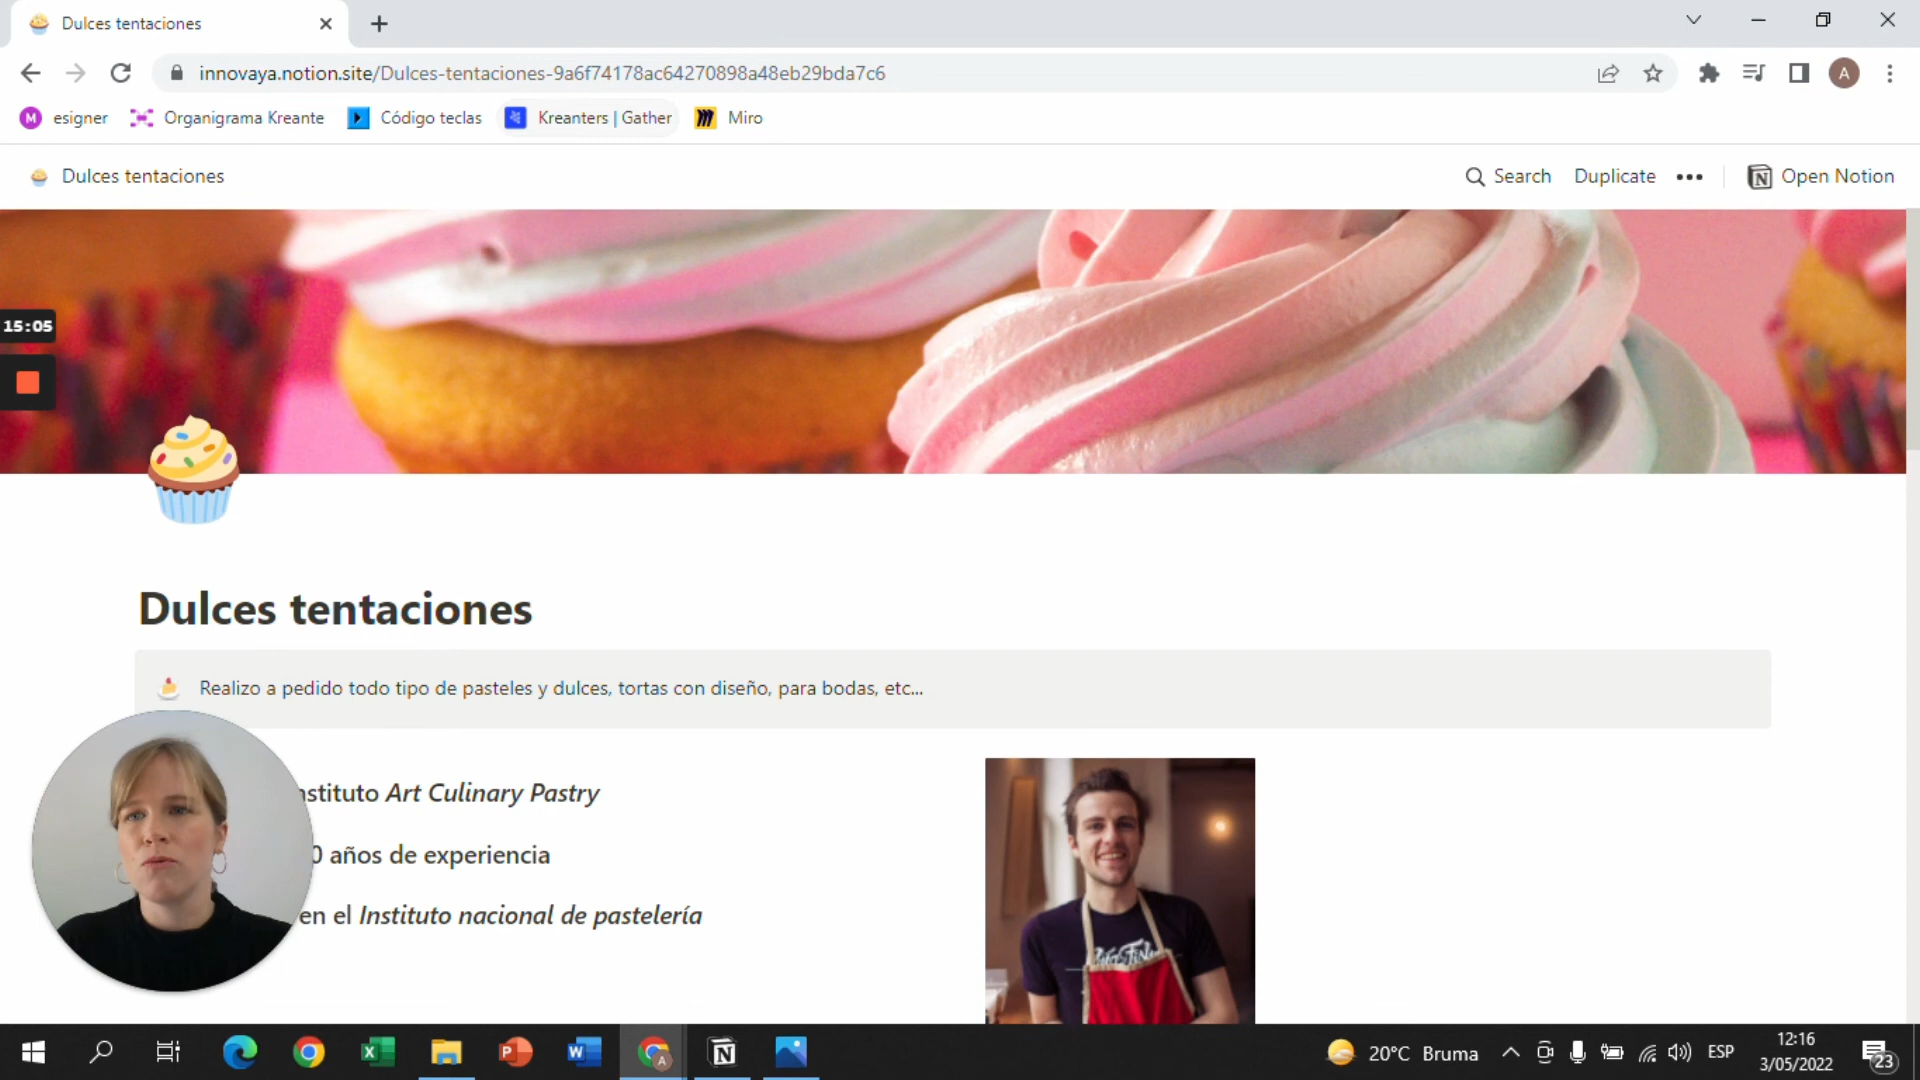 Dulces tentaciones
innovaya.notion.site/Dulces-tentaciones-9a6f74178ac64270898a48eb29bda7c6
A
M esigner Organigrama Kreante Código teclas Kreanters | Gather Miro
Dulces tentaciones Search Duplicate ••• Open Notion
15:05
Dulces tentaciones
Realizo a pedido todo tipo de pasteles y dulces, tortas con diseño, para bodas, etc...
nstituto Art Culinary Pastry
0 años de experiencia
en el Instituto nacional de pastelería
20°C Bruma ESP 12:16
3/05/2022
23